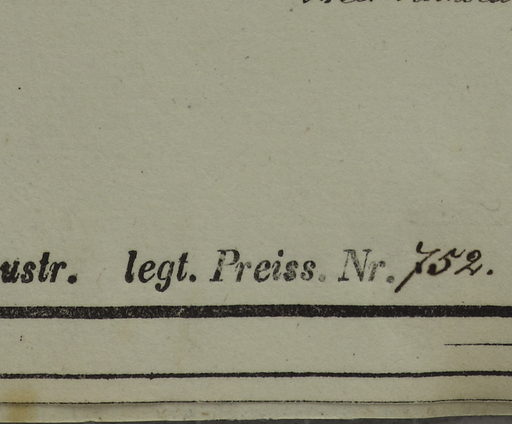 ustr. legt. Preiss. Nr. 752.